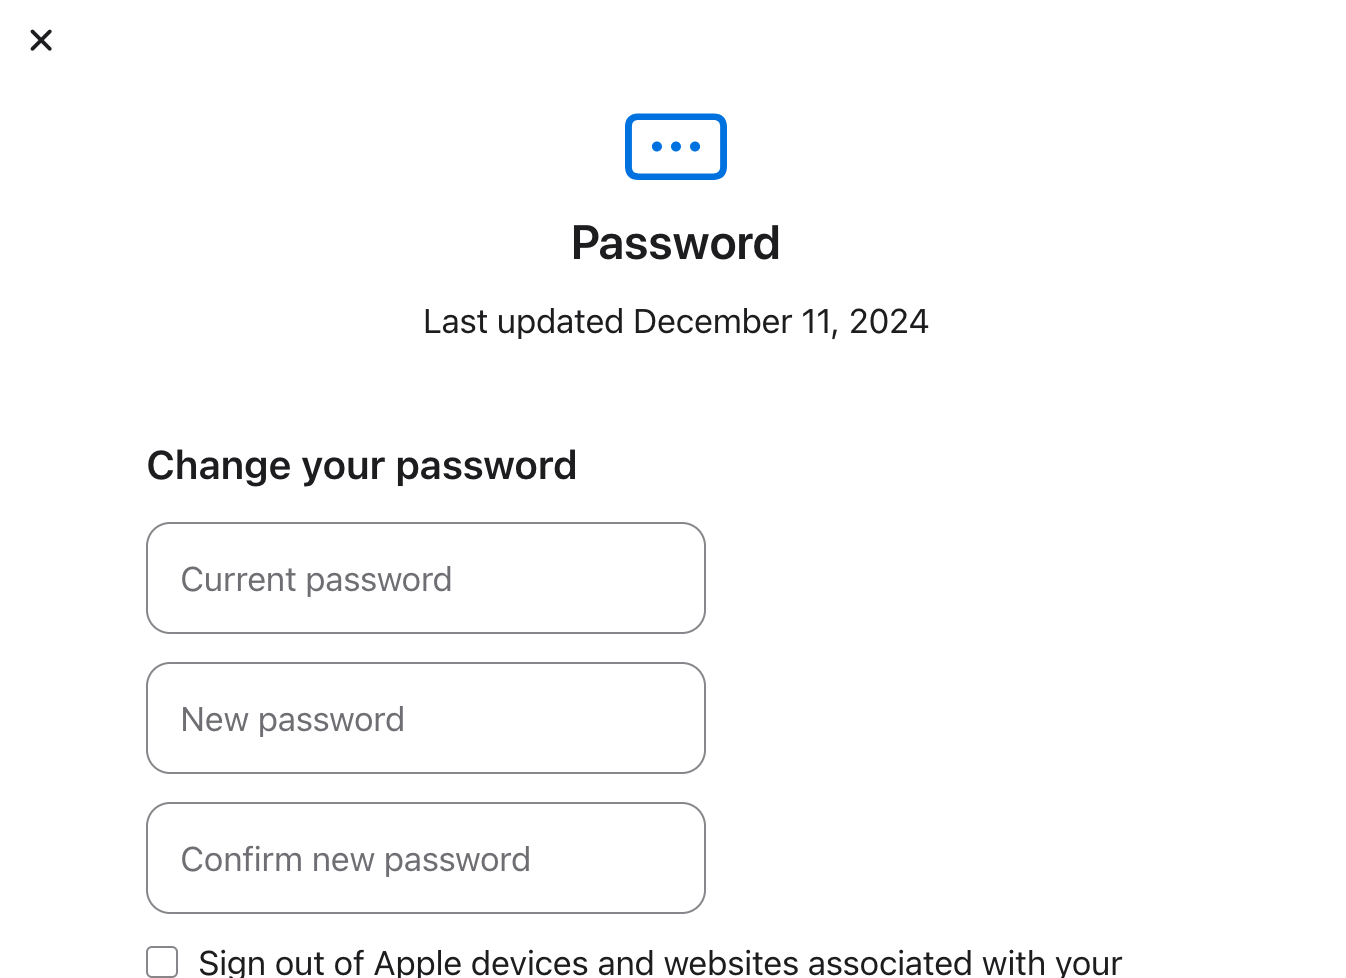 Password
Last updated December 11, 2024
Change your password
Current password
New password
Confirm new password
Sign out of Apple devices and websites associated with your